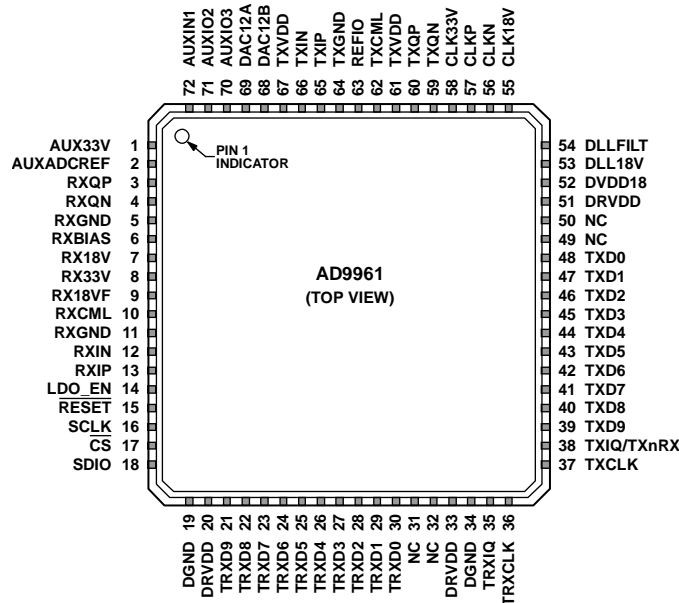 72 AUXIN1
71 AUXIO2
70 AUXIO3
69 DAC12A
68 DAC12B
67 TXVDD
66 TXIN
65 TXIP
64 TXGND
63 REFIO
62 TXCML
61 TXVDD
60 TXQP
59 TXQN
58 CLK33V
57 CLKP
56 CLKN
55 CLK18V
AUX33V 1
AUXADCREF 2
RXQP 3
RXQN 4
RXGND 5
RXBIAS 6
RX18V 7
RX33V 8
RX18VF 9
RXCML 10
RXGND 11
RXIN 12
RXIP 13
LDO_EN 14
RESET 15
SCLK 16
CS 17
SDIO 18
PIN 1
INDICATOR
AD9961
(TOP VIEW)
54 DLLFILT
53 DLL18V
52 DVDD18
51 DRVDD
50 NC
49 NC
48 TXD0
47 TXD1
46 TXD2
45 TXD3
44 TXD4
43 TXD5
42 TXD6
41 TXD7
40 TXD8
39 TXD9
38 TXIQ/TXnRX
37 TXCLK
DGND 19
DRVDD 20
TRXD9 21
TRXD8 22
TRXD7 23
TRXD6 24
TRXD5 25
TRXD4 26
TRXD3 27
TRXD2 28
TRXD1 29
TRXD0 30
NC 31
NC 32
DRVDD 33
DGND 34
TRXIQ 35
TRXCLK 36